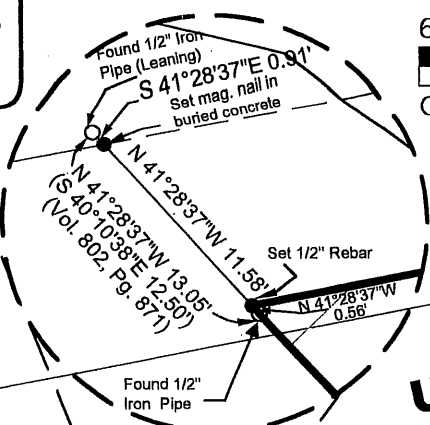 Found 1/2" Iron
Pipe (Leaning)
S 41°28'37"E 0.91'
Set mag. nail in
buried concrete
N 41°28'37"W 11.58'
N 41°28'37"W 13.05'
(S 40°10'38"E 12.50')
(Vol. 802, Pg. 871)
Set 1/2" Rebar
N 41°28'37"W
0.56'
Found 1/2"
Iron Pipe